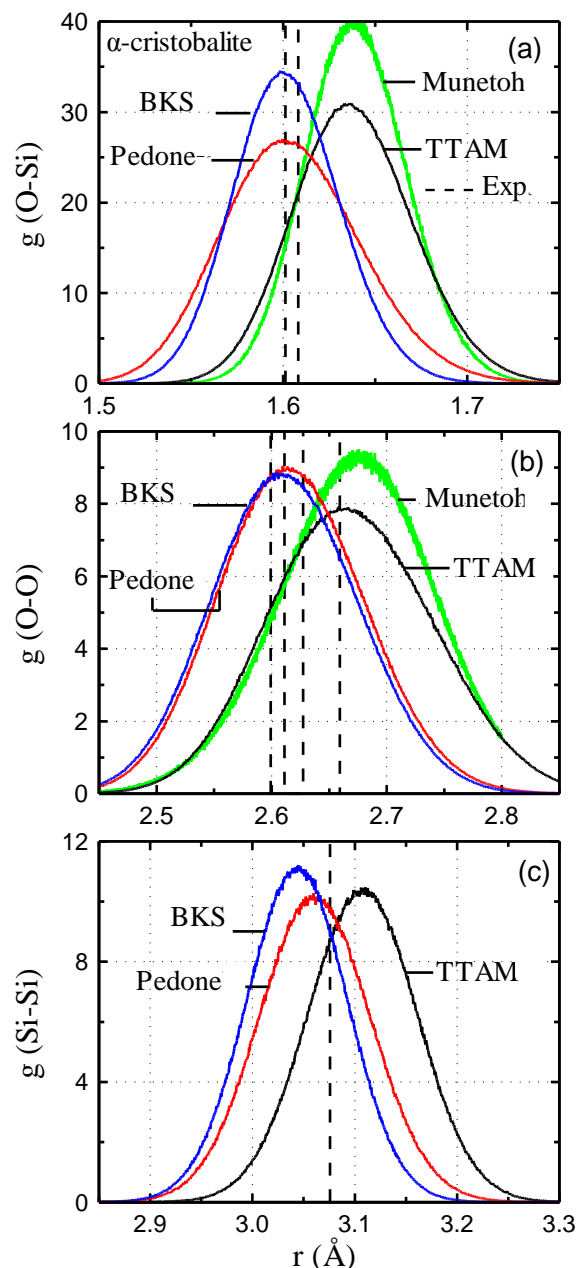 40
α-cristobalite
(a)
BKS
Munetoh
30
Pedone
TTAM
20
Exp.
g (O-Si)
10
0
1.5
1.6
1.7
10
(b)
BKS
Munetoh
8
TTAM
6
Pedone
g (O-O)
4
2
0
2.5
2.6
2.7
2.8
12
(c)
BKS
8
Pedone
TTAM
g (Si-Si)
4
0
2.9
3.0
3.1
3.2
3.3
r (Å)